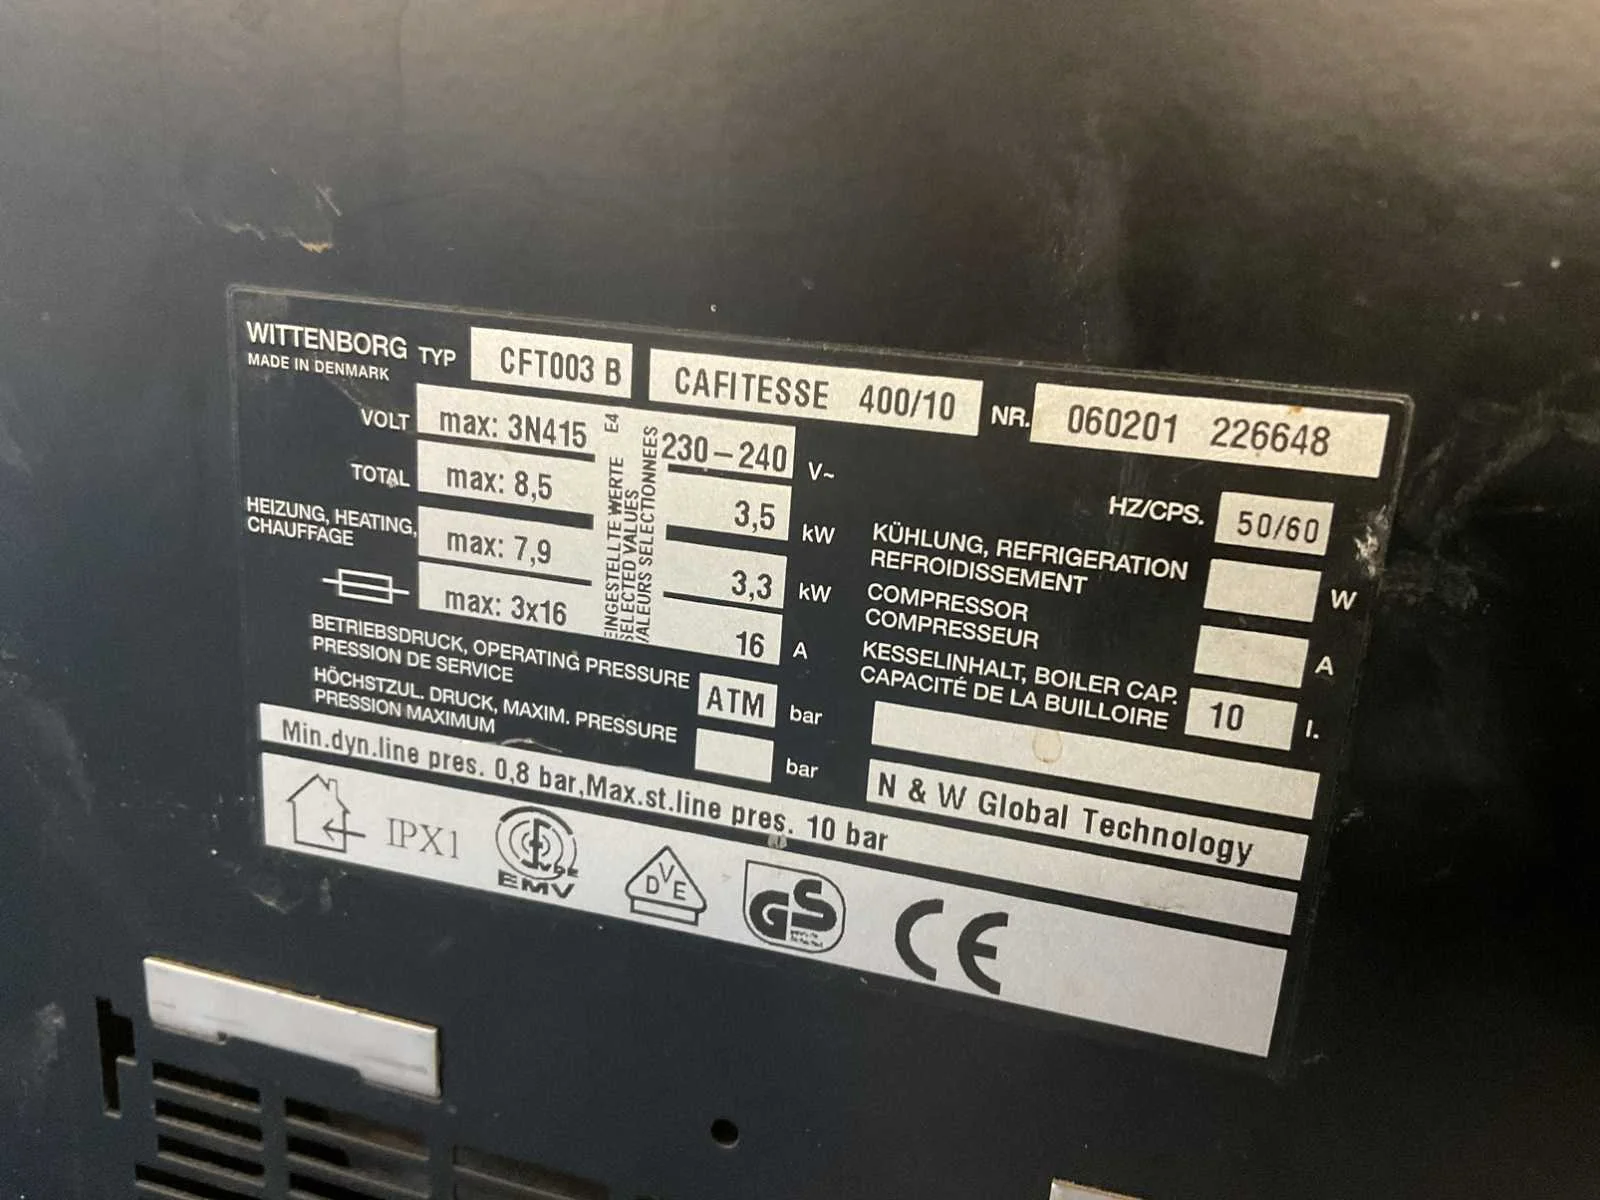 WITTENBORG TYP CFT003 B CAFITESSE 400/10 NR. 060201 226648
MADE IN DENMARK
VOLT max: 3N415 230–240 V~
TOTAL max: 8,5 3,5 kW
HEIZUNG, HEATING,
CHAUFFAGE max: 7,9 3,3 kW
max: 3x16 16 A
EINGESTELLTE WERTE E4
SELECTED VALUES
VALEURS SELECTIONNEES
HZ/CPS. 50/60
KÜHLUNG, REFRIGERATION
REFROIDISSEMENT W
COMPRESSOR
COMPRESSEUR A
KESSELINHALT, BOILER CAP.
CAPACITÉ DE LA BUILLOIRE 10 l.
BETRIEBSDRUCK, OPERATING PRESSURE
PRESSION DE SERVICE ATM bar
HÖCHSTZUL. DRUCK, MAXIM. PRESSURE
PRESSION MAXIMUM bar
N & W Global Technology
Min.dyn.line pres. 0,8 bar,Max.st.line pres. 10 bar
IPX1
VDE
EMV
DVE
GS
CE